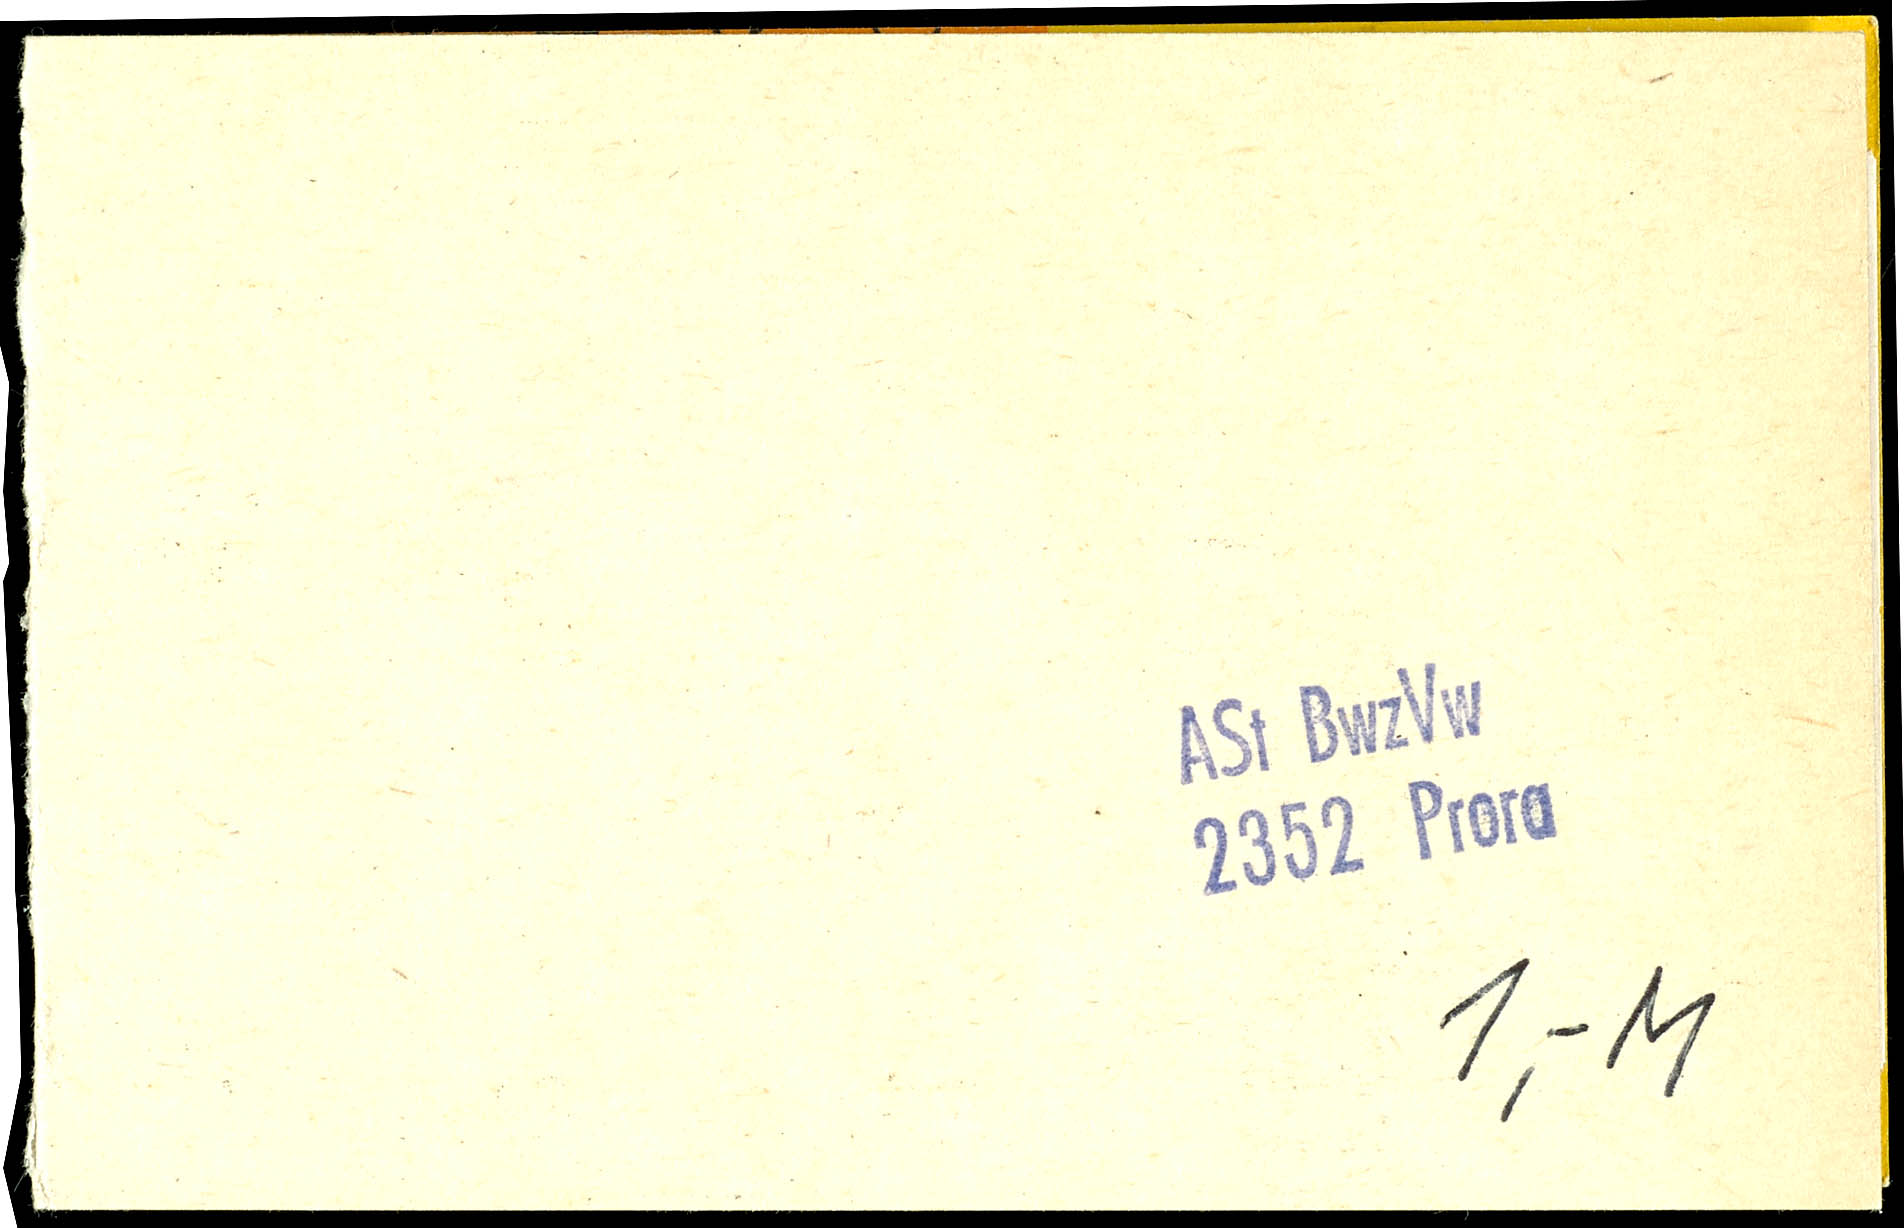 ASt BwzVw
2352 Prora
1,- M